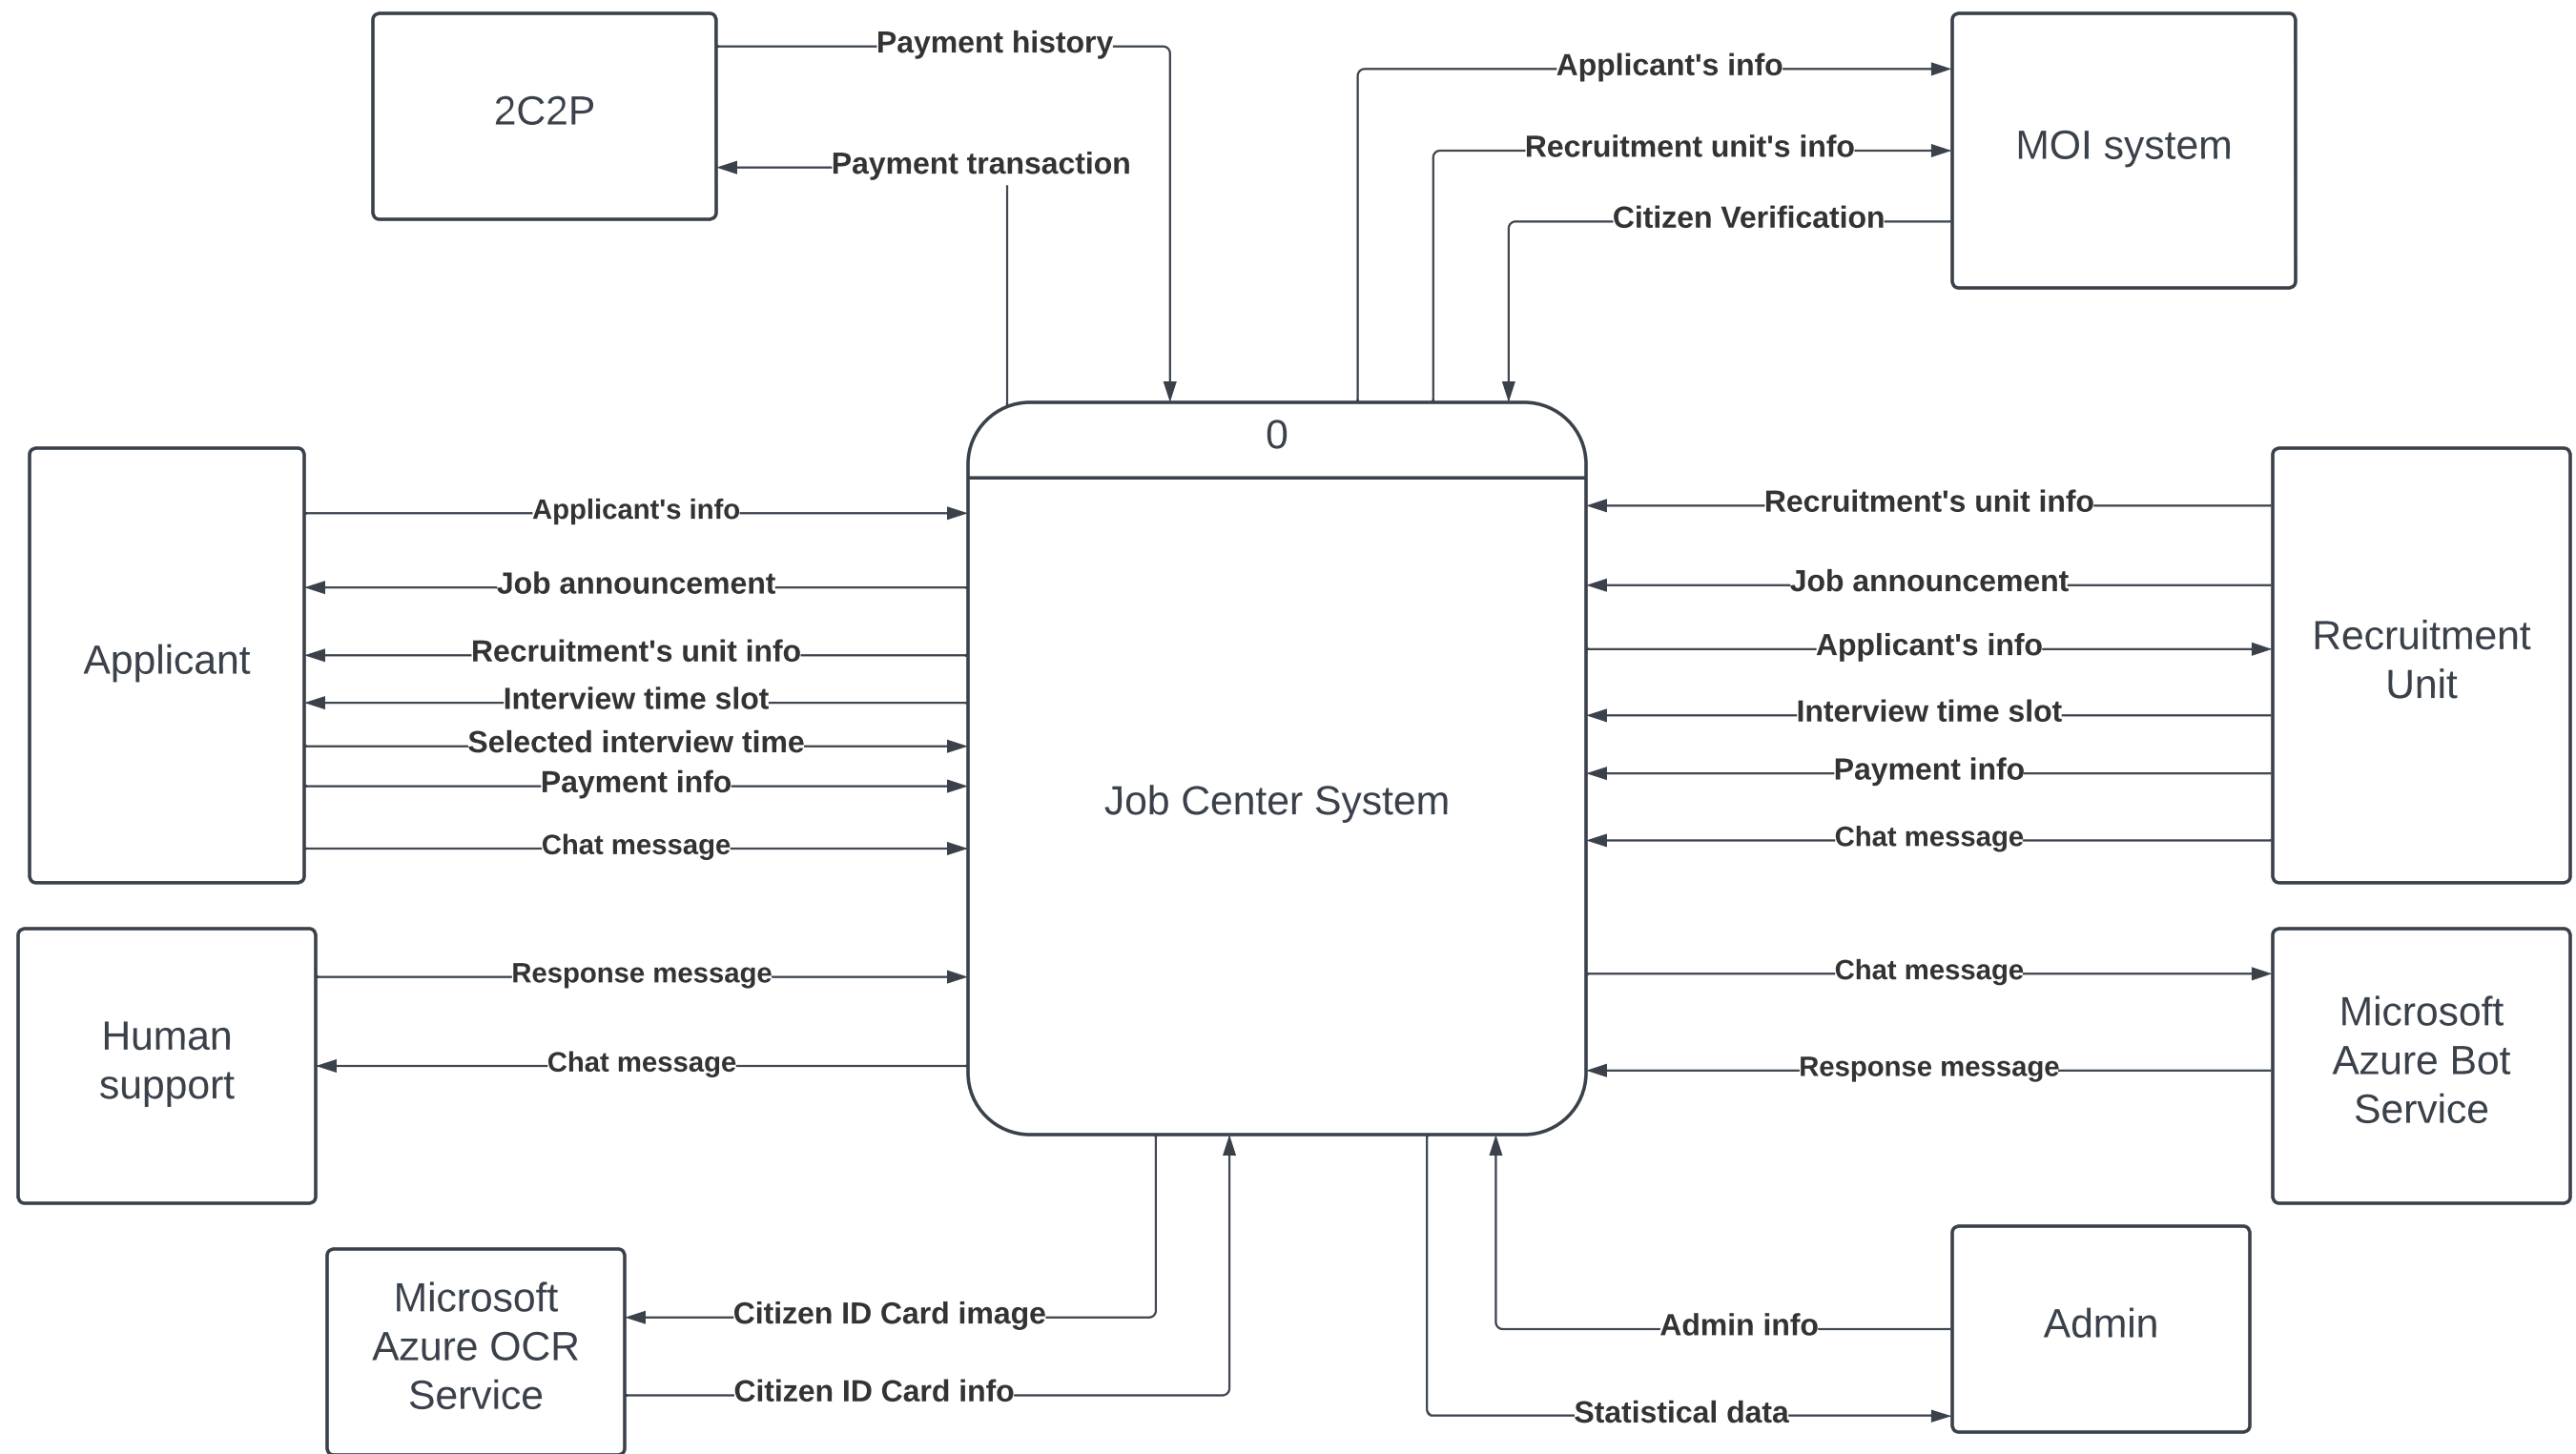 Payment history
2C2P
Payment transaction
Applicant's info
Recruitment unit's info
MOI system
Citizen Verification
0
Job Center System
Applicant
Applicant's info
Job announcement
Recruitment's unit info
Interview time slot
Selected interview time
Payment info
Chat message
Recruitment's unit info
Job announcement
Applicant's info
Interview time slot
Payment info
Chat message
Recruitment
Unit
Human
support
Response message
Chat message
Chat message
Response message
Microsoft
Azure Bot
Service
Microsoft
Azure OCR
Service
Citizen ID Card image
Citizen ID Card info
Admin info
Statistical data
Admin